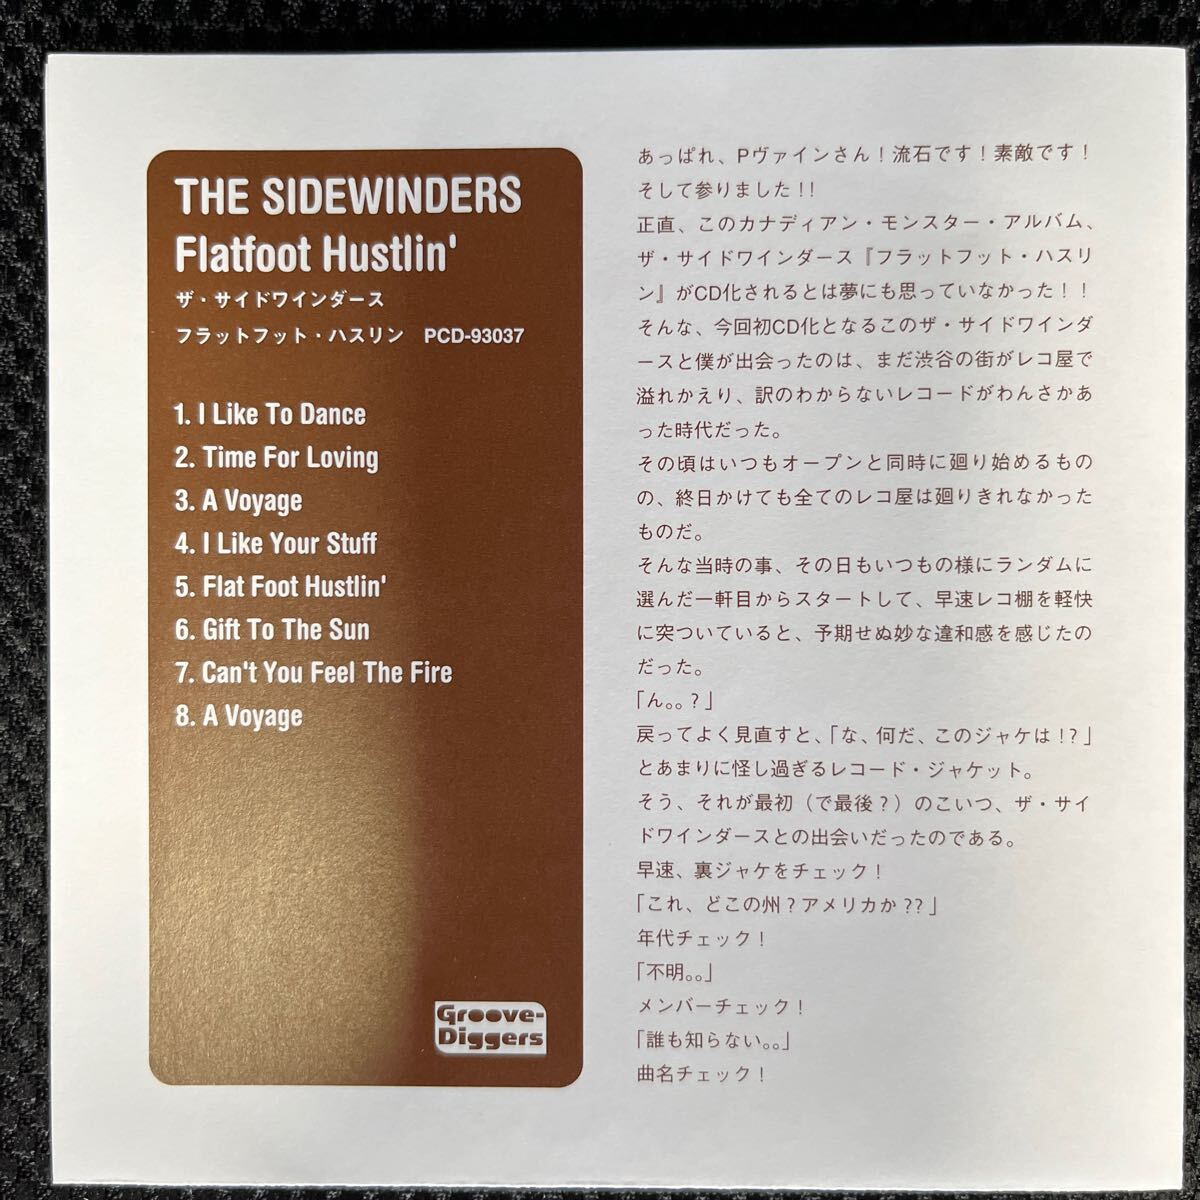 THE SIDEWINDERS
Flatfoot Hustlin'
ザ・サイドワインダース
フラットフット・ハスリン PCD-93037
1. I Like To Dance
2. Time For Loving
3. A Voyage
4. I Like Your Stuff
5. Flat Foot Hustlin'
6. Gift To The Sun
7. Can't You Feel The Fire
8. A Voyage
Groove-
Diggers
あっぱれ、Pヴァインさん！流石です！素敵です！
そして参りました!!
正直、このカナディアン・モンスター・アルバム、
ザ・サイドワインダース『フラットフット・ハスリ
ン』がCD化されるとは夢にも思っていなかった！！
そんな、今回初CD化となるこのザ・サイドワインダ
ースと僕が出会ったのは、まだ渋谷の街がレコ屋で
溢れかえり、訳のわからないレコードがわんさかあ
った時代だった。
その頃はいつもオープンと同時に廻り始めるもの
の、終日かけても全てのレコ屋は廻りきれなかった
ものだ。
そんな当時の事、その日もいつもの様にランダムに
選んだ一軒目からスタートして、早速レコ棚を軽快
に突ついていると、予期せぬ妙な違和感を感じたの
だった。
「ん。。？」
戻ってよく見直すと、「な、何だ、このジャケは!？」
とあまりに怪し過ぎるレコード・ジャケット。
そう、それが最初（で最後？）のこいつ、ザ・サイ
ドワインダースとの出会いだったのである。
早速、裏ジャケをチェック！
「これ、どこの州？アメリカか??」
年代チェック！
「不明。。」
メンバーチェック！
「誰も知らない。。」
曲名チェック！